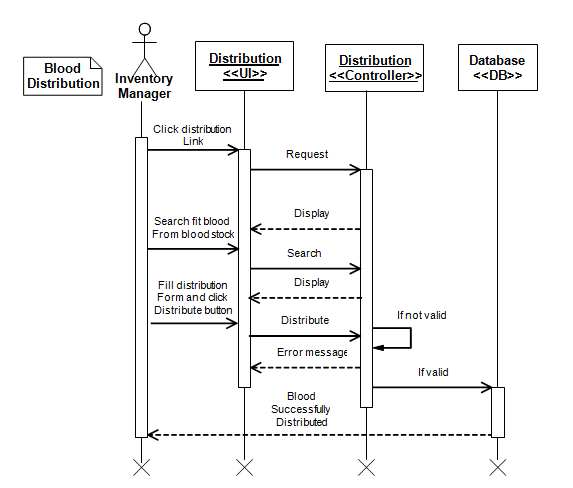 Blood
Distribution
Inventory
Manager
Distribution
<<UI>>
Distribution
<<Controller>>
Database
<<DB>>
Click distribution
Link
Request
Display
Search fit blood
From blood stock
Search
Display
Fill distribution
Form and click
Distribute button
Distribute
If not valid
Error message
If valid
Blood
Successfully
Distributed